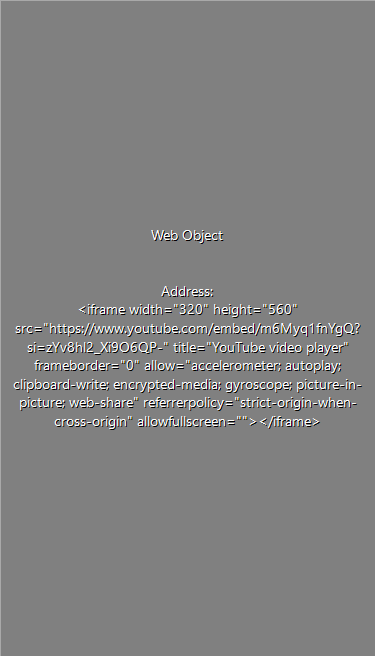 Web Object
Address:
<iframe width="320" height="560"
src="https://www.youtube.com/embed/m6Myq1fnYgQ?
si=zYv8hl2_Xi9O6QP-" title="YouTube video player"
frameborder="0" allow="accelerometer; autoplay;
clipboard-write; encrypted-media; gyroscope; picture-in-
picture; web-share" referrerpolicy="strict-origin-when-
cross-origin" allowfullscreen=""></iframe>